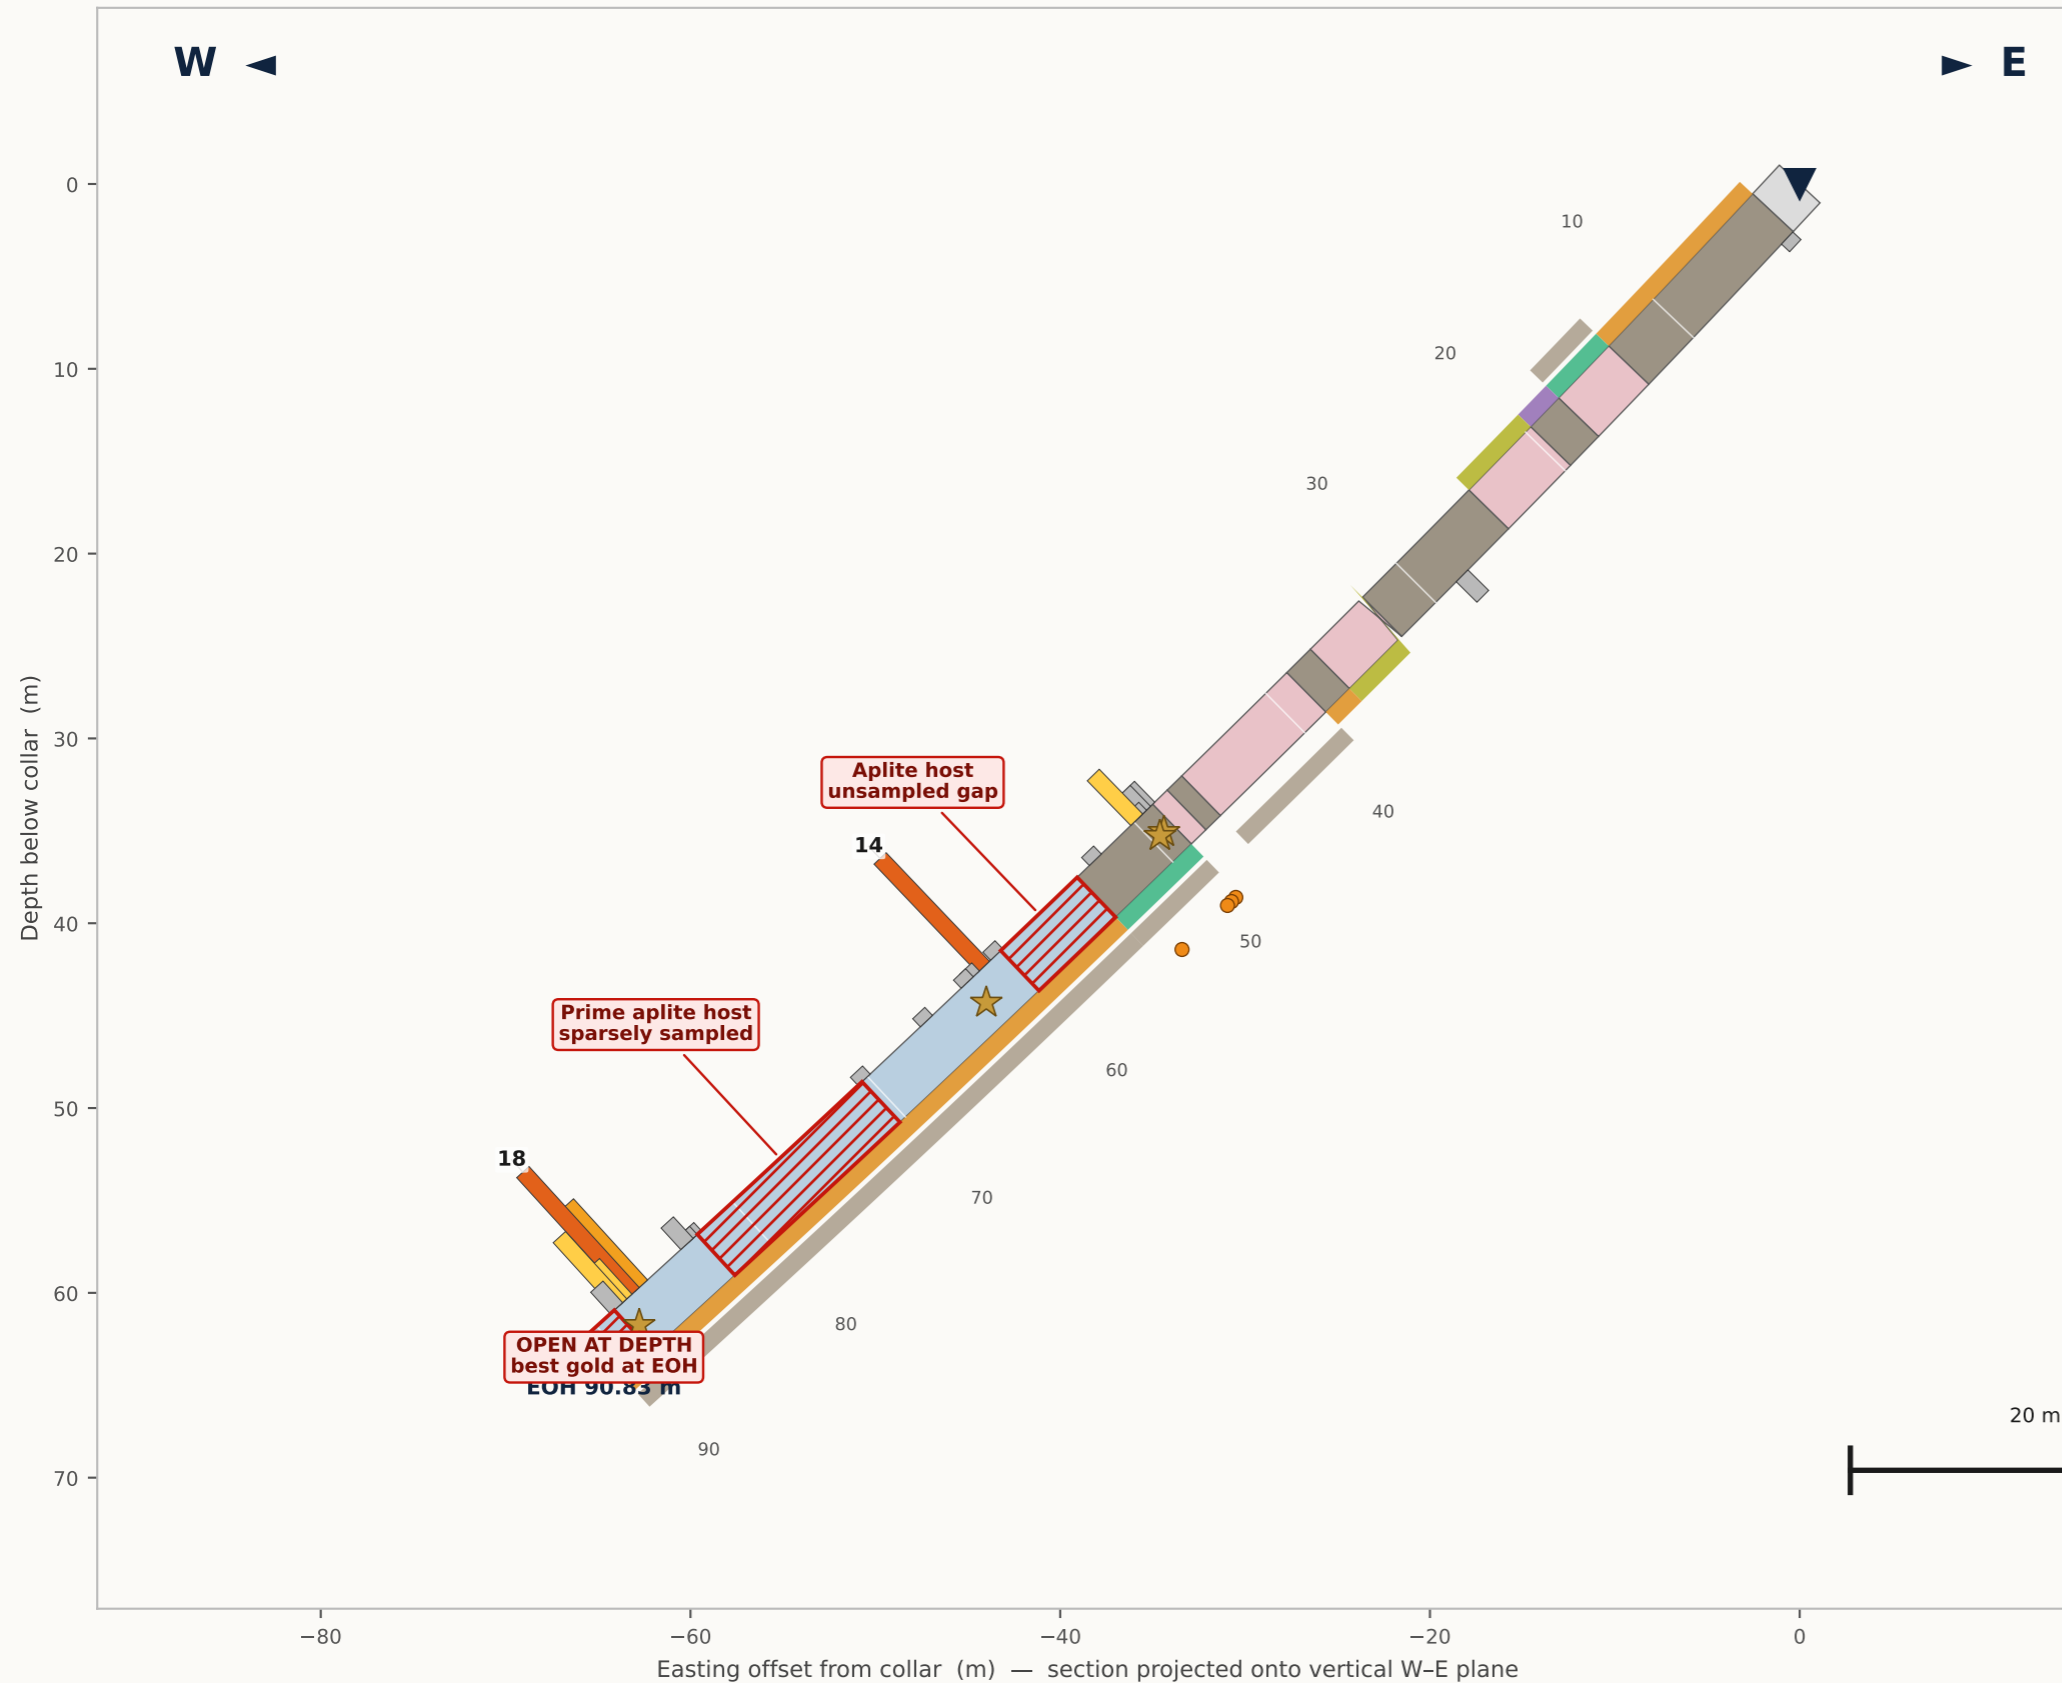 W ◄
► E
0
10
20
30
40
50
60
70
Depth below collar (m)
10
20
30
40
50
60
70
80
90
Aplite host
unsampled gap
14
Prime aplite host
sparsely sampled
18
OPEN AT DEPTH
best gold at EOH
EOH 90.83 m
20 m
−80
−60
−40
−20
0
Easting offset from collar (m) — section projected onto vertical W–E plane